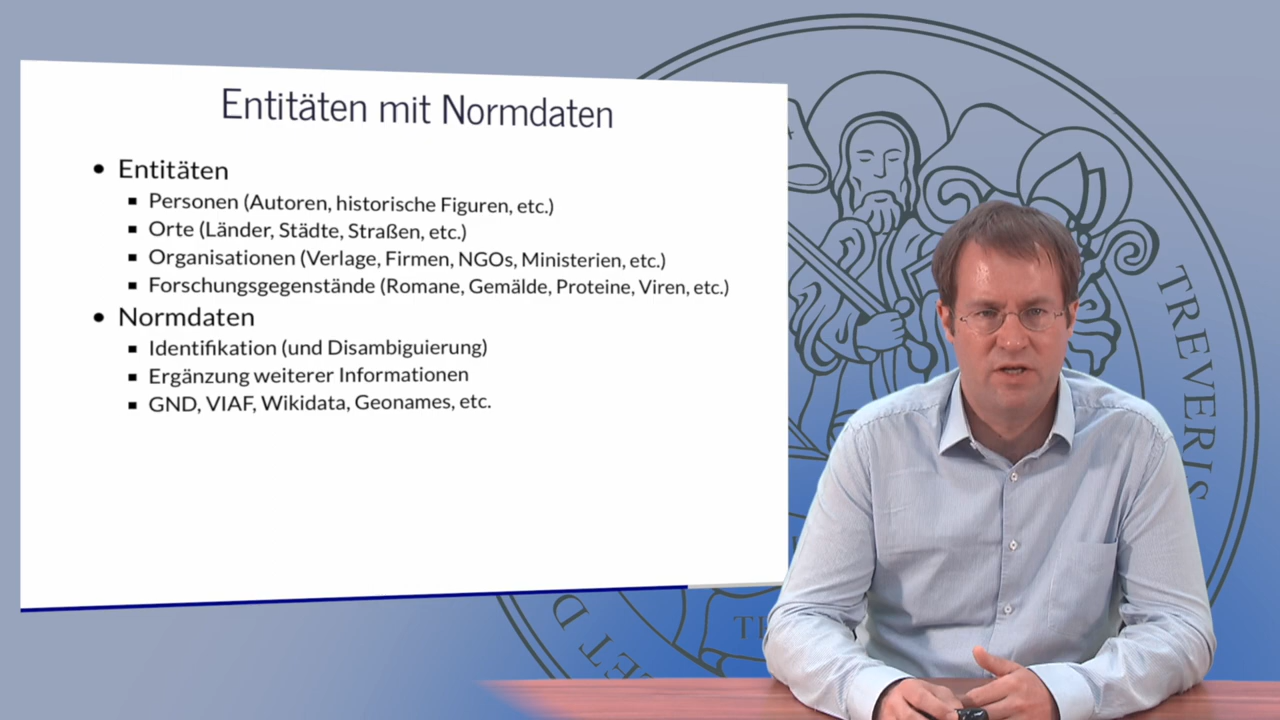 Entitäten mit Normdaten
• Entitäten
▪ Personen (Autoren, historische Figuren, etc.)
▪ Orte (Länder, Städte, Straßen, etc.)
▪ Organisationen (Verlage, Firmen, NGOs, Ministerien, etc.)
▪ Forschungsgegenstände (Romane, Gemälde, Proteine, Viren, etc.)
• Normdaten
▪ Identifikation (und Disambiguierung)
▪ Ergänzung weiterer Informationen
▪ GND, VIAF, Wikidata, Geonames, etc.
TREVERIS
ET D